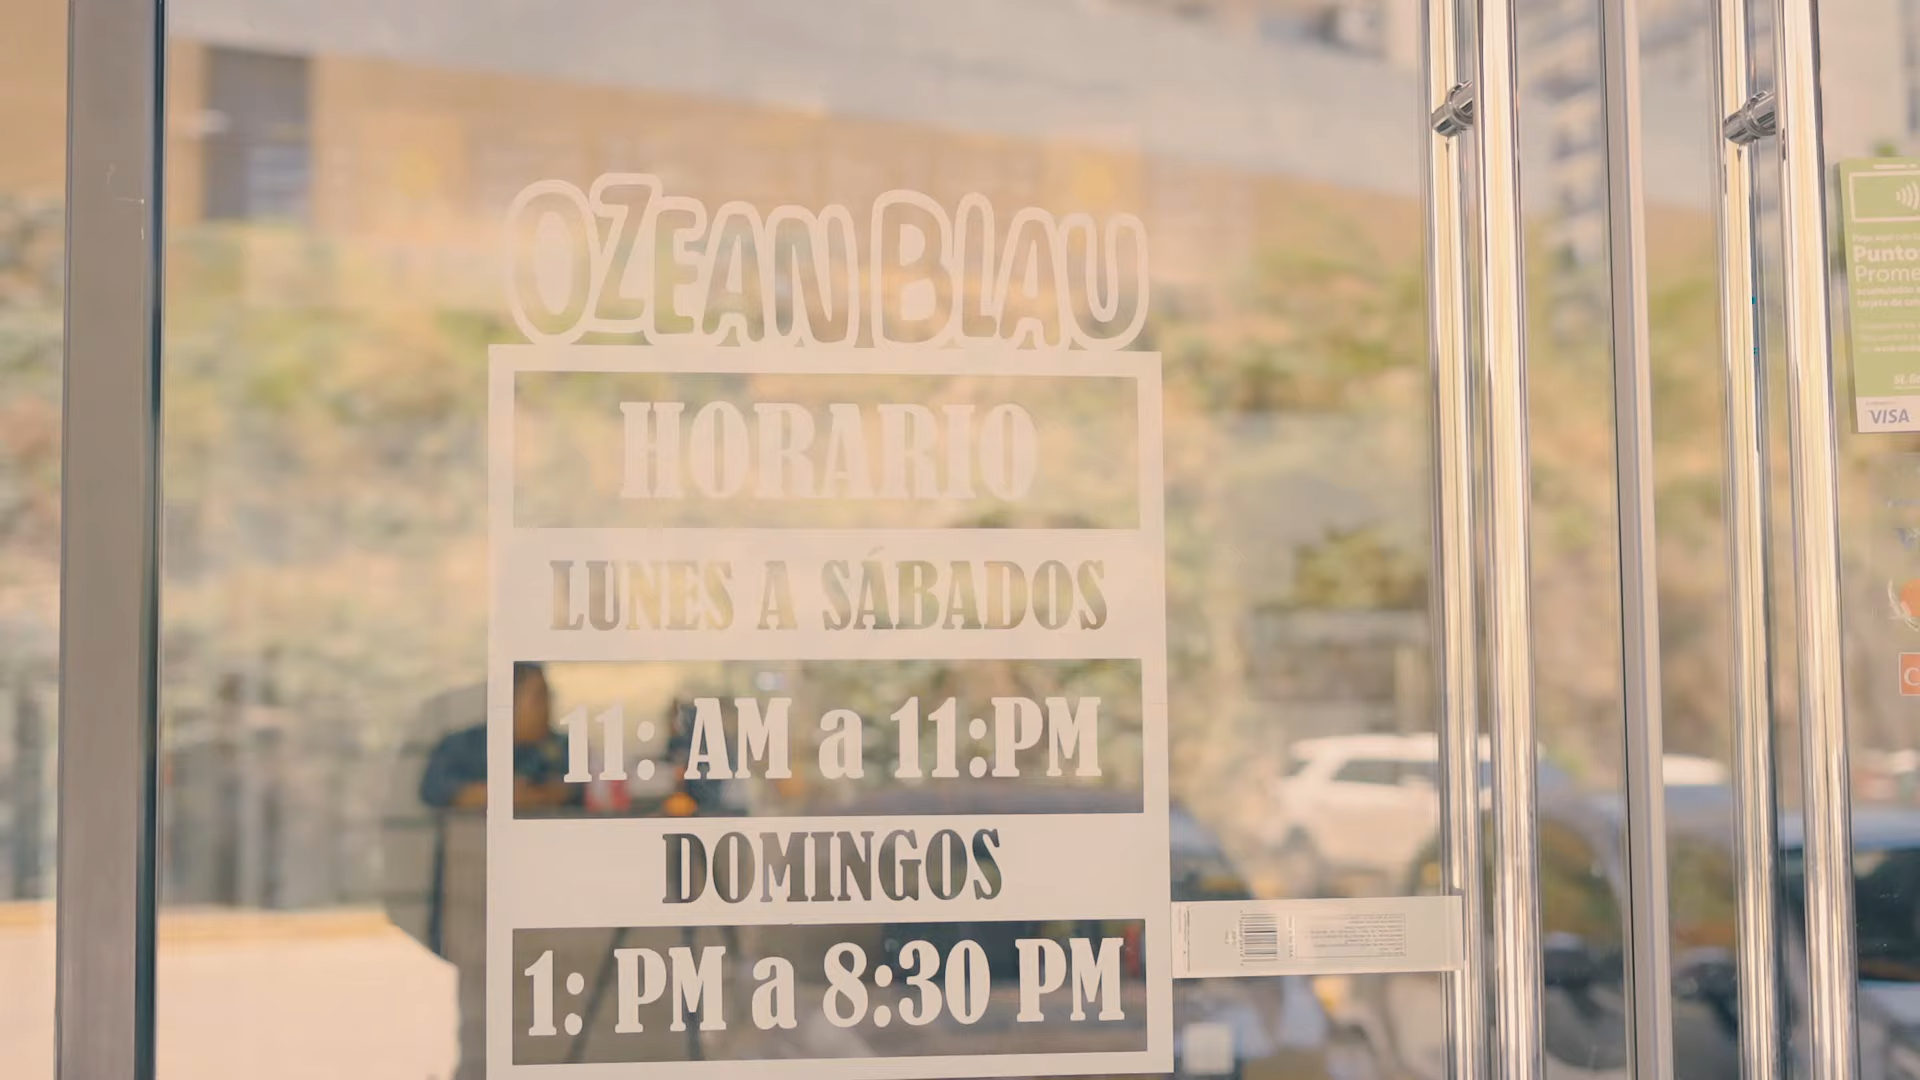 OZEAN BLAU
HORARIO
LUNES A SÁBADOS
11: AM a 11:PM
DOMINGOS
1: PM a 8:30 PM
VISA